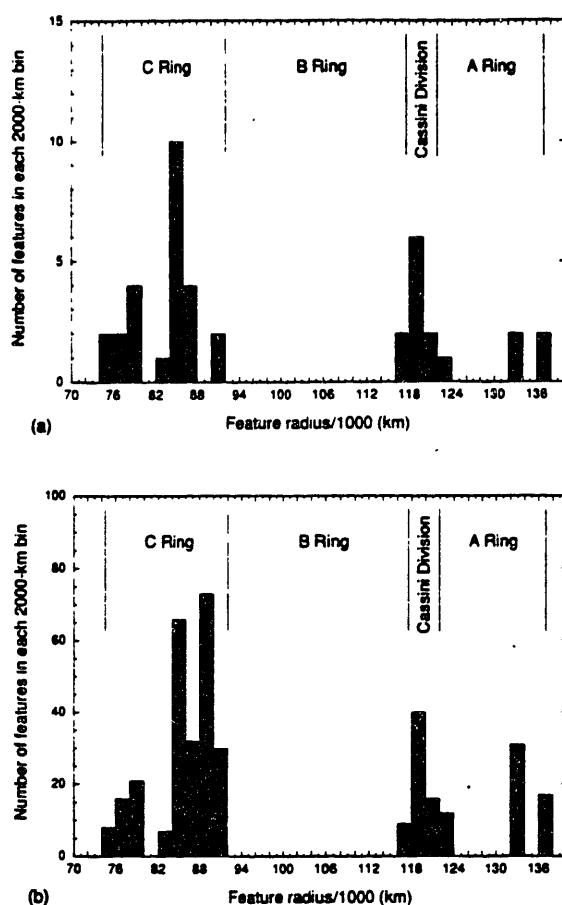 15
10
5
0
Number of features in each 2000-km bin
C Ring
B Ring
Cassini Division
A Ring
70 76 82 88 94 100 106 112 118 124 130 136
(a)
Feature radius/1000 (km)
100
80
60
40
20
0
Number of features in each 2000-km bin
C Ring
B Ring
Cassini Division
A Ring
70 76 82 88 94 100 106 112 118 124 130 136
(b)
Feature radius/1000 (km)